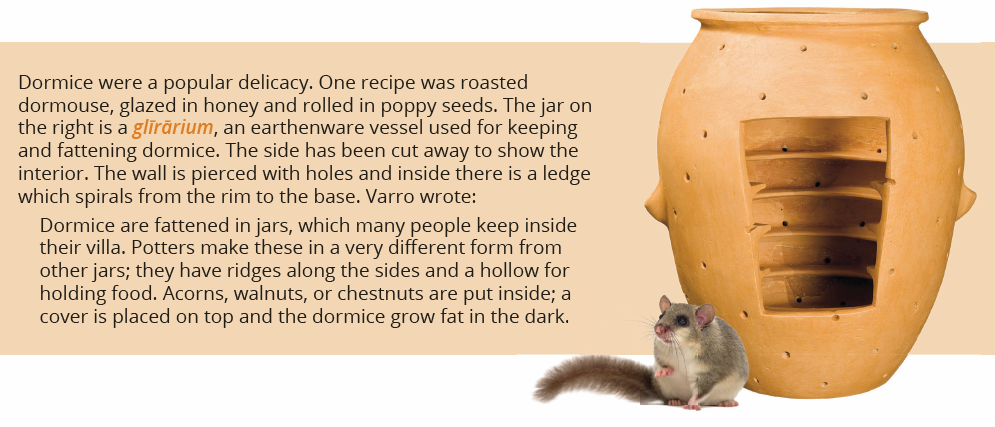 Dormice were a popular delicacy. One recipe was roasted
dormouse, glazed in honey and rolled in poppy seeds. The jar on
the right is a glīrārium, an earthenware vessel used for keeping
and fattening dormice. The side has been cut away to show the
interior. The wall is pierced with holes and inside there is a ledge
which spirals from the rim to the base. Varro wrote:
Dormice are fattened in jars, which many people keep inside
their villa. Potters make these in a very different form from
other jars; they have ridges along the sides and a hollow for
holding food. Acorns, walnuts, or chestnuts are put inside; a
cover is placed on top and the dormice grow fat in the dark.